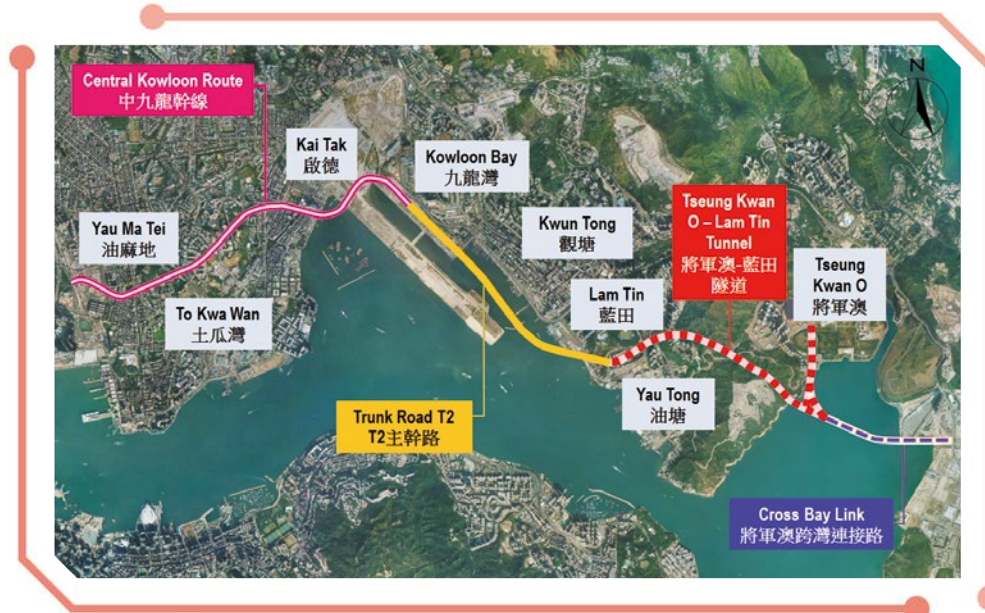 N
Central Kowloon Route
中九龍幹線
Kai Tak
啟德
Kowloon Bay
九龍灣
Yau Ma Tei
油麻地
To Kwa Wan
土瓜灣
Kwun Tong
觀塘
Lam Tin
藍田
Tseung Kwan
O – Lam Tin
Tunnel
將軍澳-藍田
隧道
Tseung
Kwan O
將軍澳
Yau Tong
油塘
Trunk Road T2
T2主幹路
Cross Bay Link
將軍澳跨灣連接路